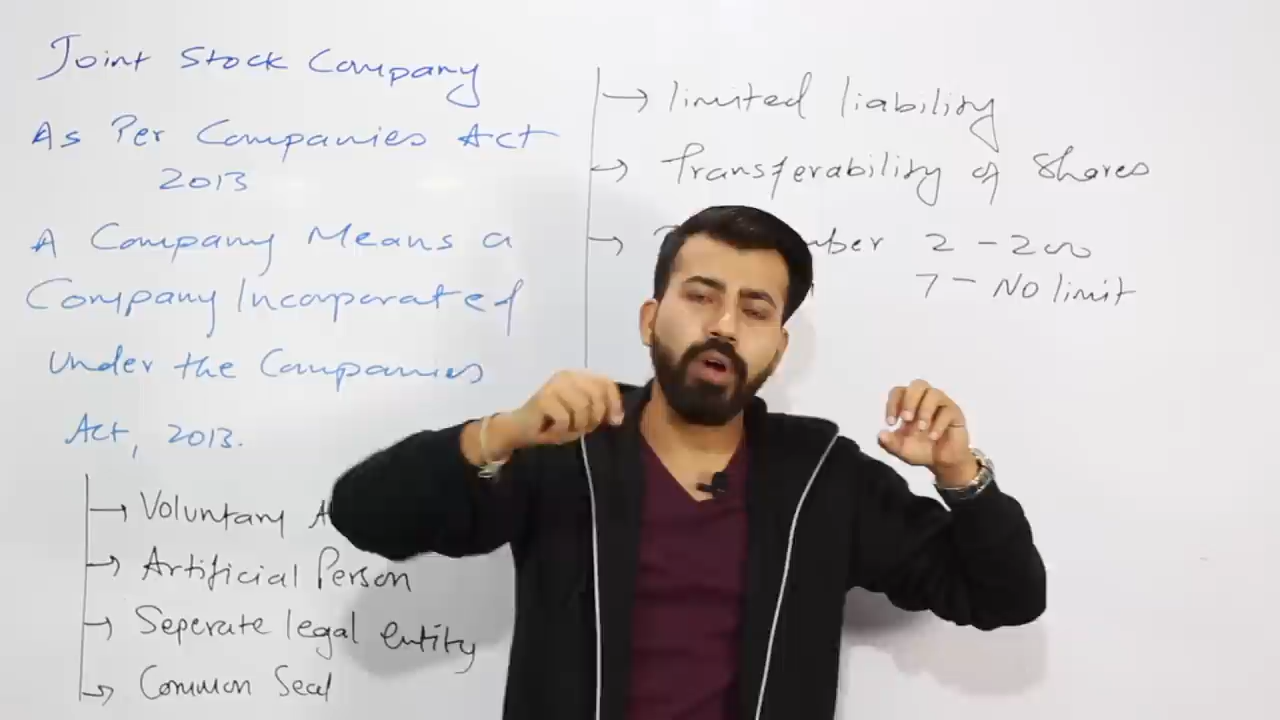 Joint Stock Company
As Per Companies Act
2013
A Company Means a
Company Incorporated
Under the Companies
Act, 2013.
→ Voluntary
→ Artificial Person
→ Seperate legal entity
→ Common Seal
→ limited liability
→ Transferability of Shares
→ 2 - 200
7 - No limit